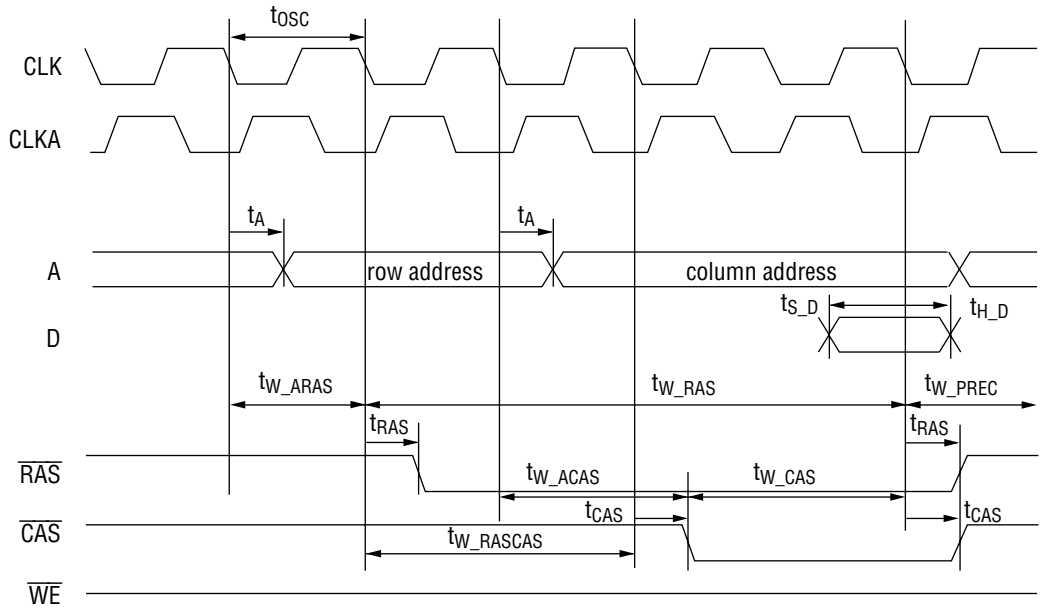 tOSC
CLK
CLKA
tA tA
A row address column address
tS_D tH_D
D
tW_ARAS tW_RAS tW_PREC
tRAS tRAS
RAS
tW_ACAS tW_CAS
tCAS tCAS
CAS
tW_RASCAS
WE